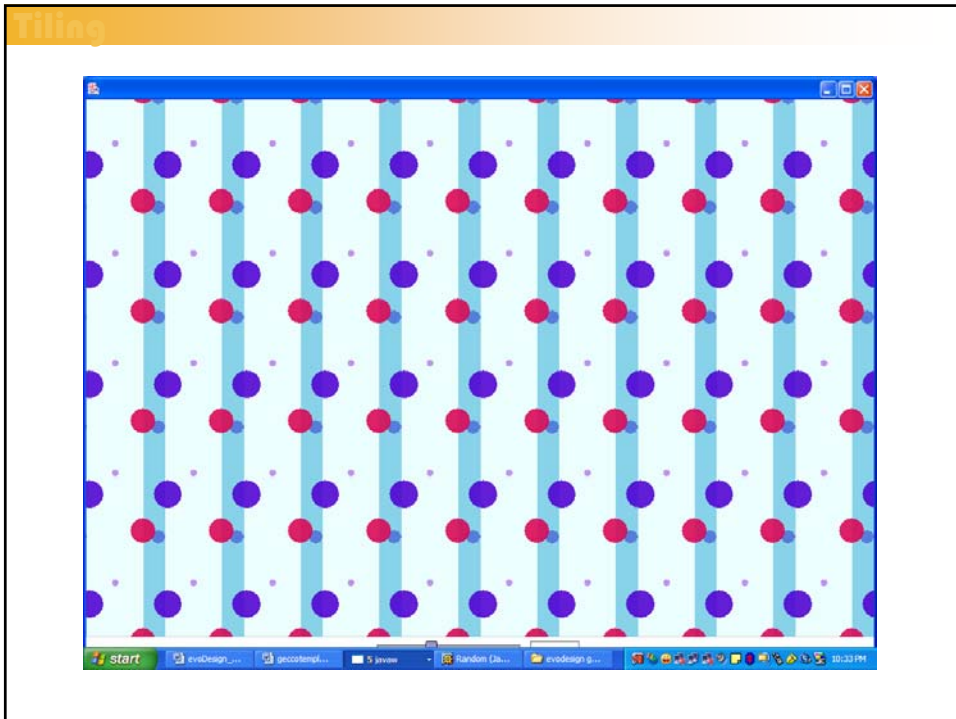 Tiling
start
evoDesign_...
geccotempl...
5 javaw
Random (Ja...
evodesign g...
10:33 PM